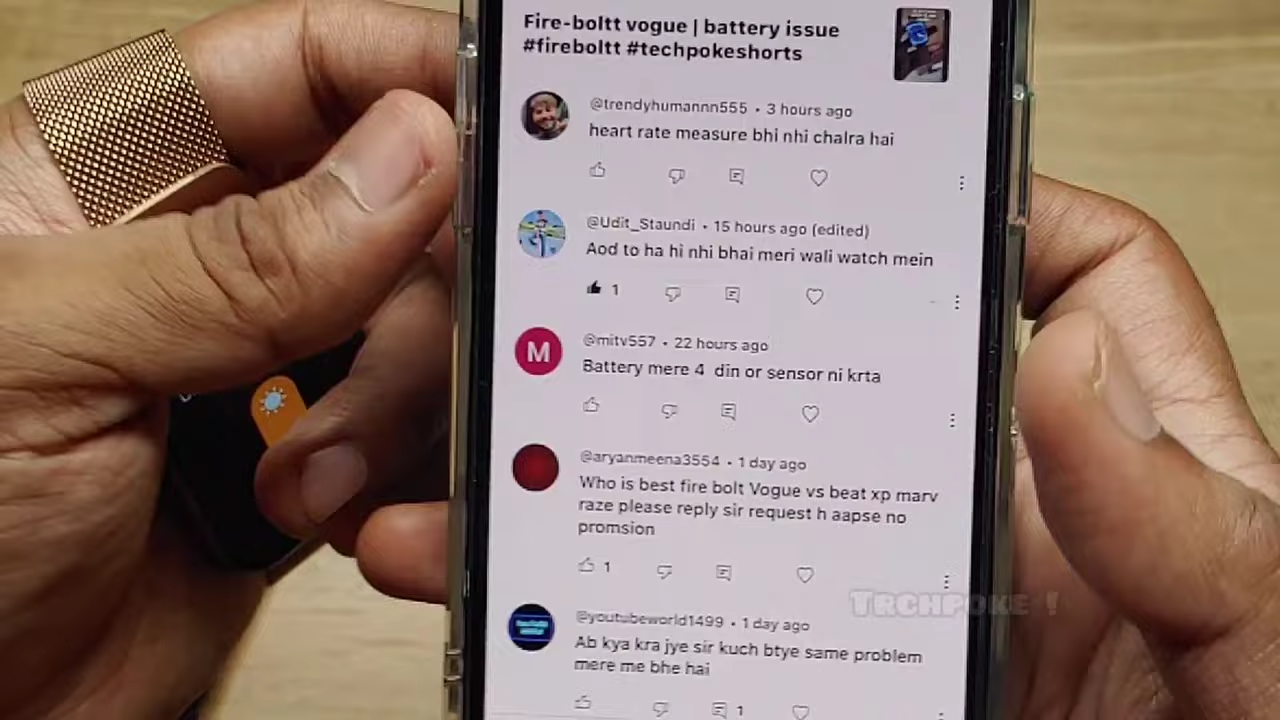 Fire-boltt vogue | battery issue
#fireboltt #techpokeshorts
@trendyhumannn555 • 3 hours ago
heart rate measure bhi nhi chalra hai
@Udit_Staundi • 15 hours ago (edited)
Aod to ha hi nhi bhai meri wali watch mein
1
@mitv557 • 22 hours ago
M
Battery mere 4 din or sensor ni krta
@aryanmeena3554 • 1 day ago
Who is best fire bolt Vogue vs beat xp marv
raze please reply sir request h aapse no
promsion
1
TRCHPOKE !
@youtubeworld1499 • 1 day ago
Ab kya kra jye sir kuch btye same problem
mere me bhe hai
1